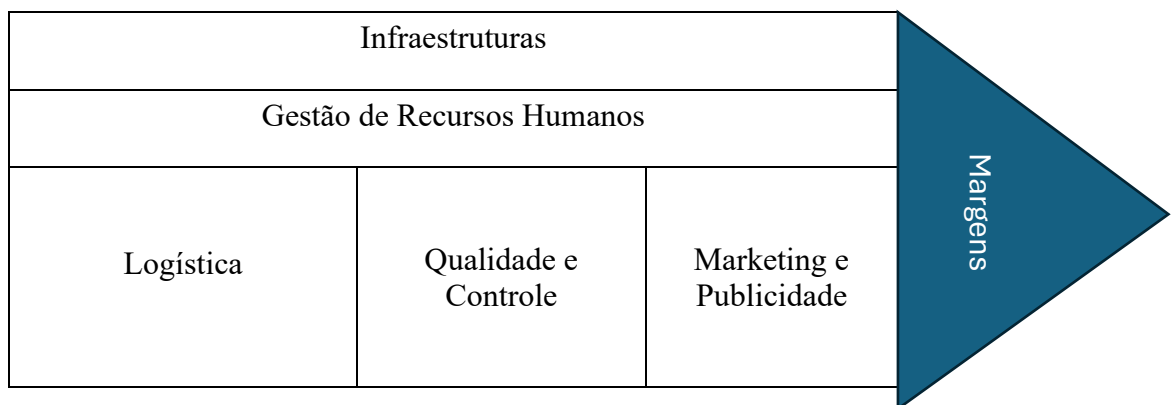 Infraestruturas
Gestão de Recursos Humanos
Logística
Qualidade e
Controle
Marketing e
Publicidade
Margens